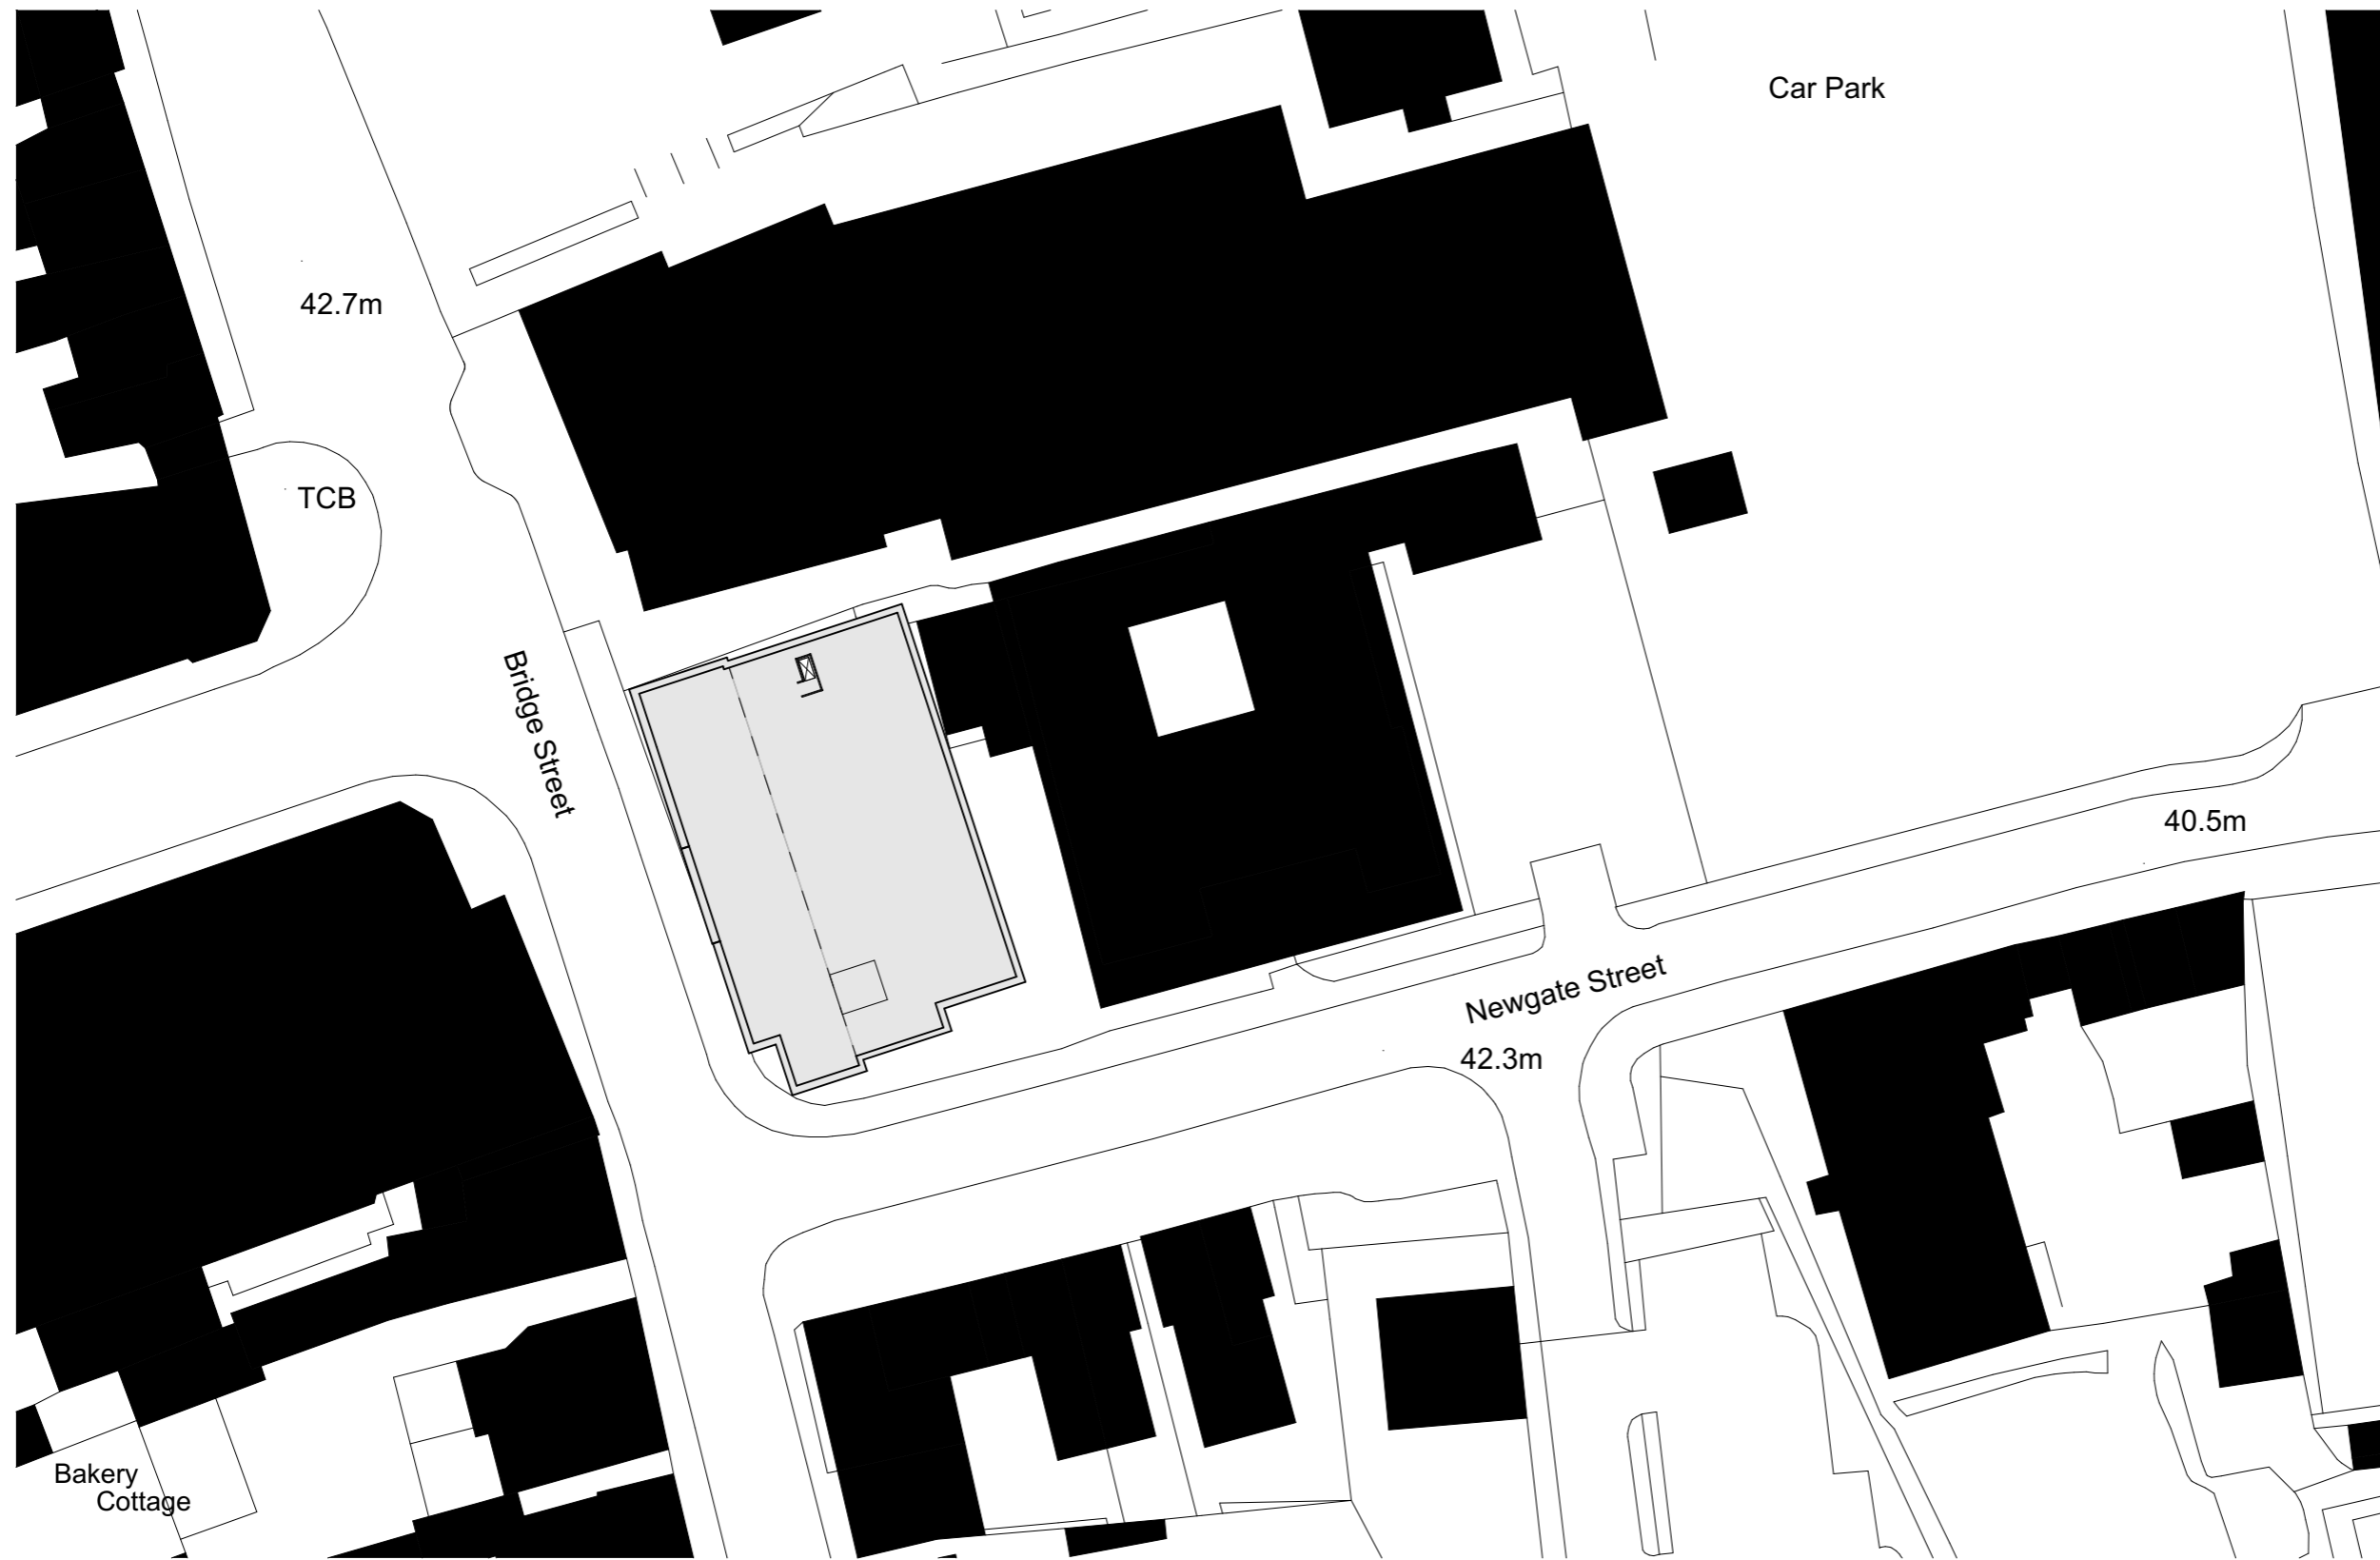 Car Park
42.7m
TCB
Bridge Street
40.5m
Newgate Street
42.3m
Bakery
Cottage